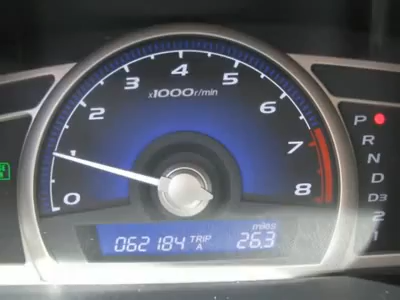 4
3 5
x1000r/min
2 6
1 7
0 8
miles
062184 TRIP A 26.3
P
R
N
D
D3
2
1